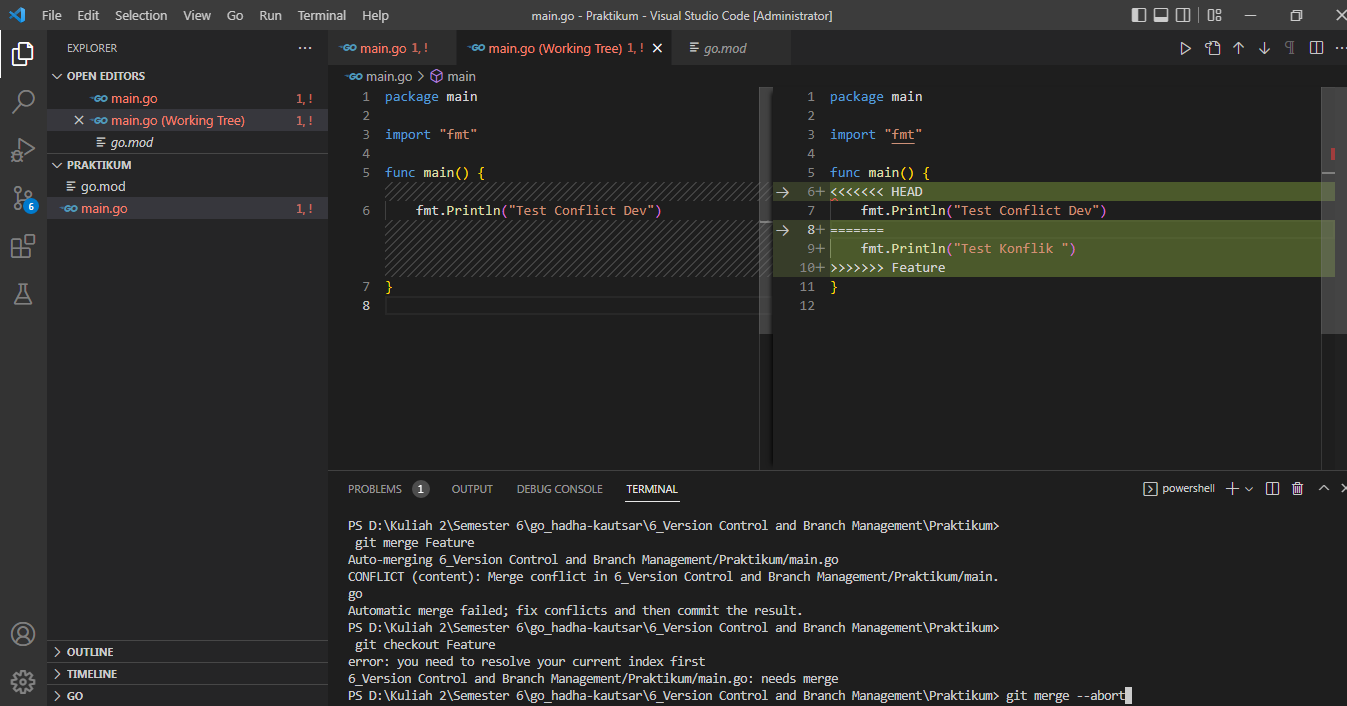 File Edit Selection View Go Run Terminal Help main.go - Praktikum - Visual Studio Code [Administrator]
EXPLORER
OPEN EDITORS
GO main.go 1, !
GO main.go (Working Tree) 1, !
go.mod
PRAKTIKUM
go.mod
GO main.go 1, !
6
OUTLINE
TIMELINE
GO
GO main.go 1, ! GO main.go (Working Tree) 1, ! go.mod
GO main.go > main
1 package main
2
3 import "fmt"
4
5 func main() {
6 fmt.Println("Test Conflict Dev")
7 }
8
1 package main
2
3 import "fmt"
4
5 func main() {
6+ <<<<<<< HEAD
7 fmt.Println("Test Conflict Dev")
8+ =======
9+ fmt.Println("Test Konflik ")
10+ >>>>>>> Feature
11 }
12
PROBLEMS 1 OUTPUT DEBUG CONSOLE TERMINAL powershell
PS D:\Kuliah 2\Semester 6\go_hadha-kautsar\6_Version Control and Branch Management\Praktikum>
git merge Feature
Auto-merging 6_Version Control and Branch Management/Praktikum/main.go
CONFLICT (content): Merge conflict in 6_Version Control and Branch Management/Praktikum/main.
go
Automatic merge failed; fix conflicts and then commit the result.
PS D:\Kuliah 2\Semester 6\go_hadha-kautsar\6_Version Control and Branch Management\Praktikum>
git checkout Feature
error: you need to resolve your current index first
6_Version Control and Branch Management/Praktikum/main.go: needs merge
PS D:\Kuliah 2\Semester 6\go_hadha-kautsar\6_Version Control and Branch Management\Praktikum> git merge --abort